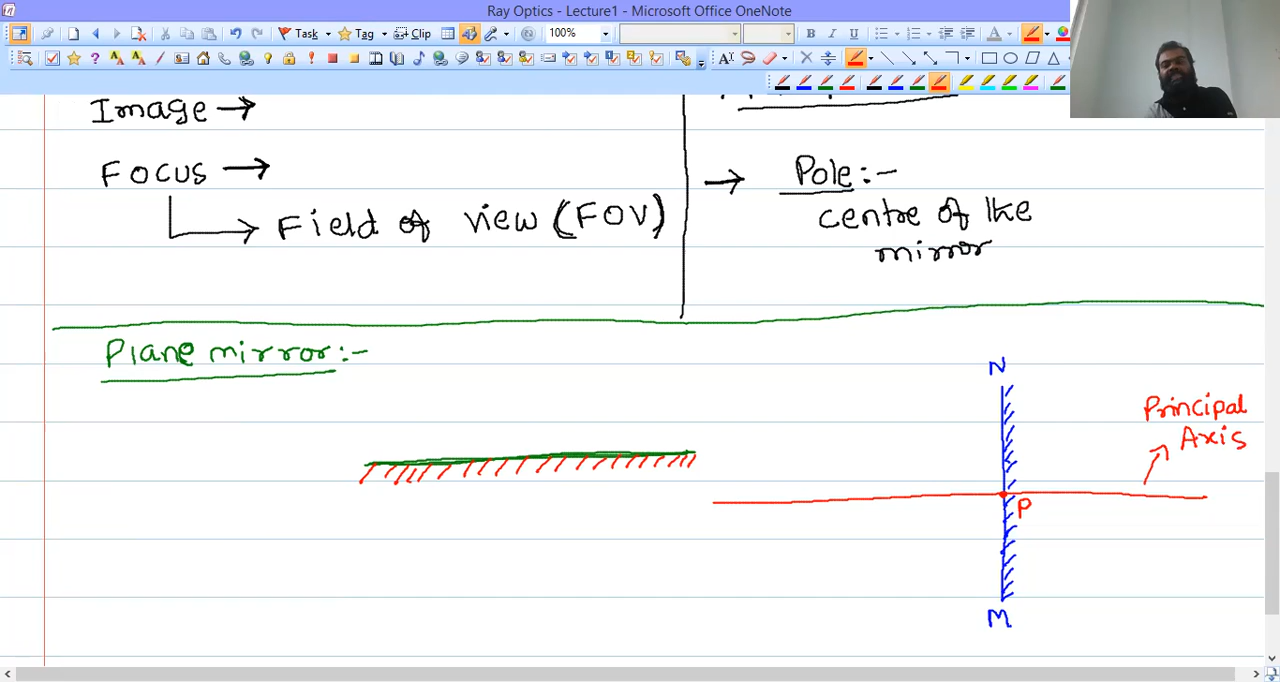 Ray Optics - Lecture1 - Microsoft Office OneNote
Task
Tag
Clip
100%
B I U
Image →
Focus →
Field of view (FOV)
→ Pole:-
centre of the
mirror
Plane mirror:-
N
Principal
Axis
P
M